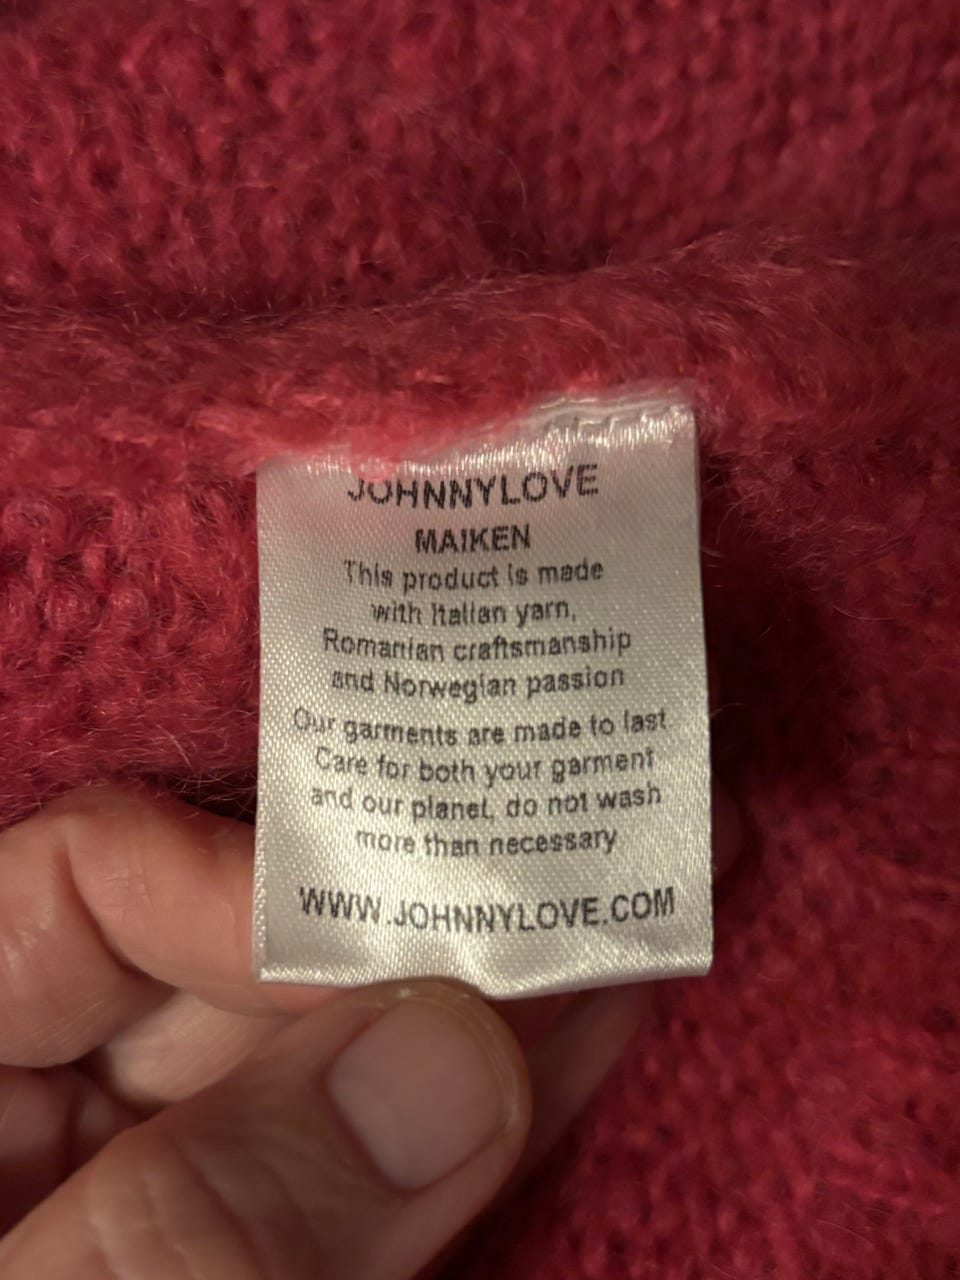 JOHNNYLOVE
MAIKEN
This product is made
with Italian yarn,
Romanian craftsmanship
and Norwegian passion
Our garments are made to last
Care for both your garment
and our planet, do not wash
more than necessary
WWW.JOHNNYLOVE.COM